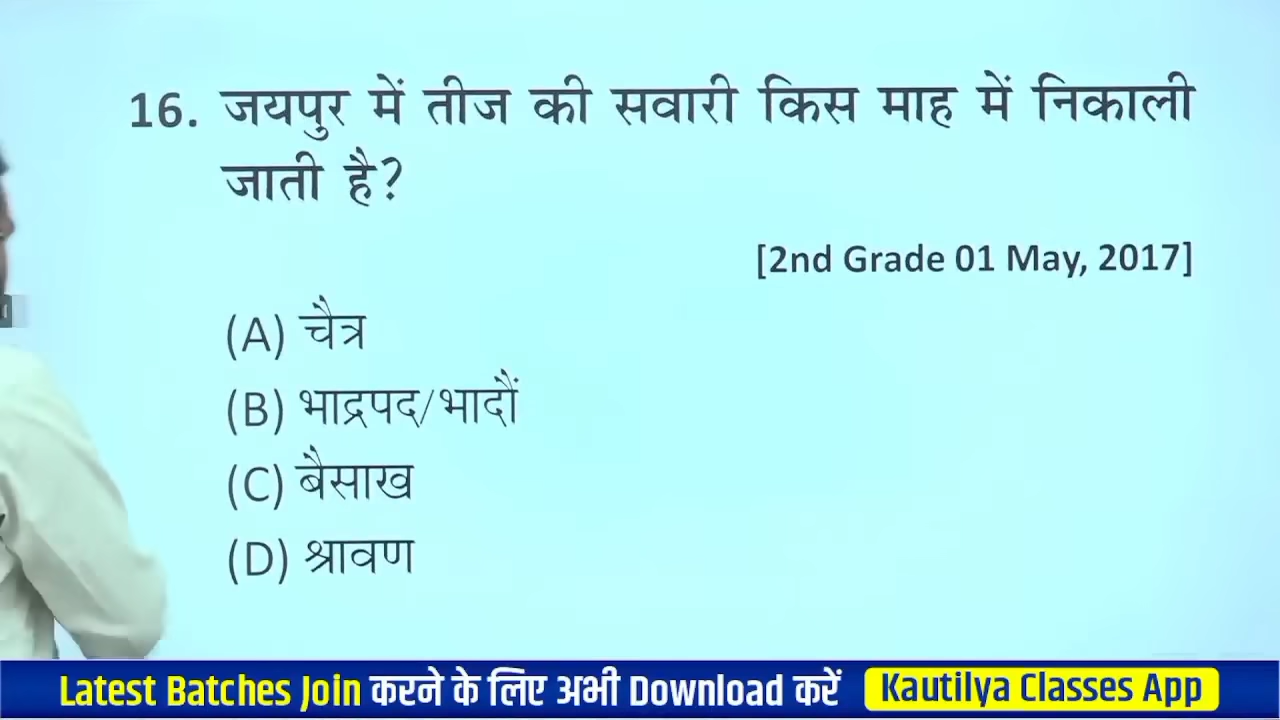 16. जयपुर में तीज की सवारी किस माह में निकाली
जाती है?
[2nd Grade 01 May, 2017]
(A) चैत्र
(B) भाद्रपद/भादौं
(C) बैसाख
(D) श्रावण
Latest Batches Join करने के लिए अभी Download करें Kautilya Classes App